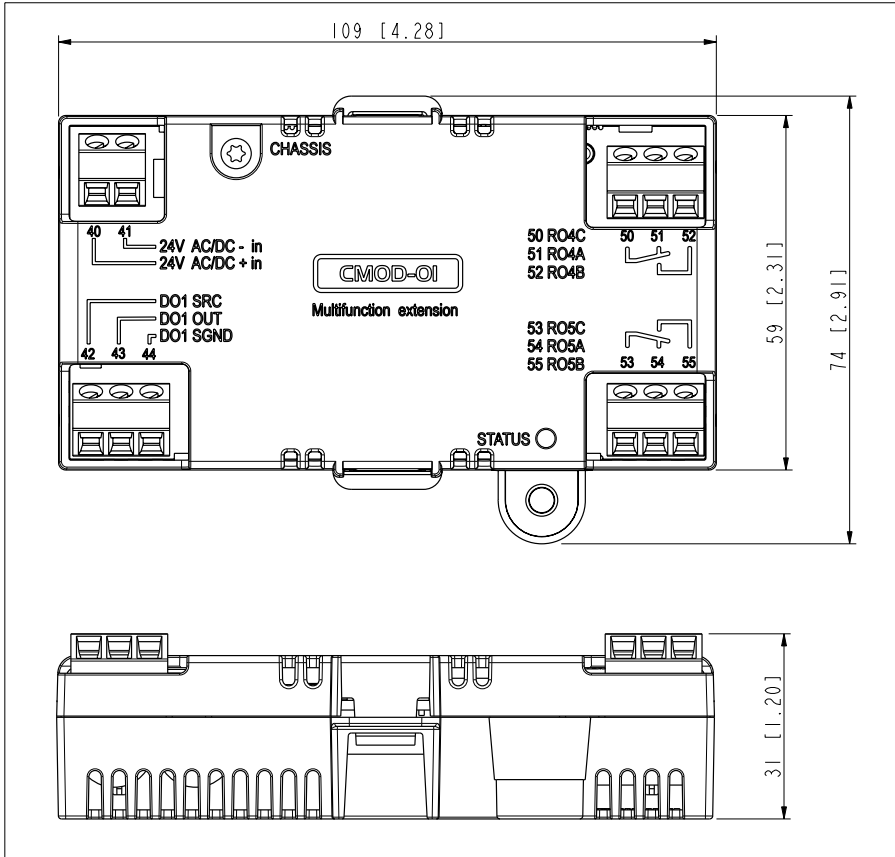 109 [4.28]
CHASSIS
40 41
24V AC/DC - in
24V AC/DC + in
DO1 SRC
DO1 OUT
DO1 SGND
42 43 44
CMOD-01
Multifunction extension
50 RO4C 50 51 52
51 RO4A
52 RO4B
53 RO5C
54 RO5A
55 RO5B 53 54 55
STATUS
59 [2.31]
74 [2.91]
31 [1.20]